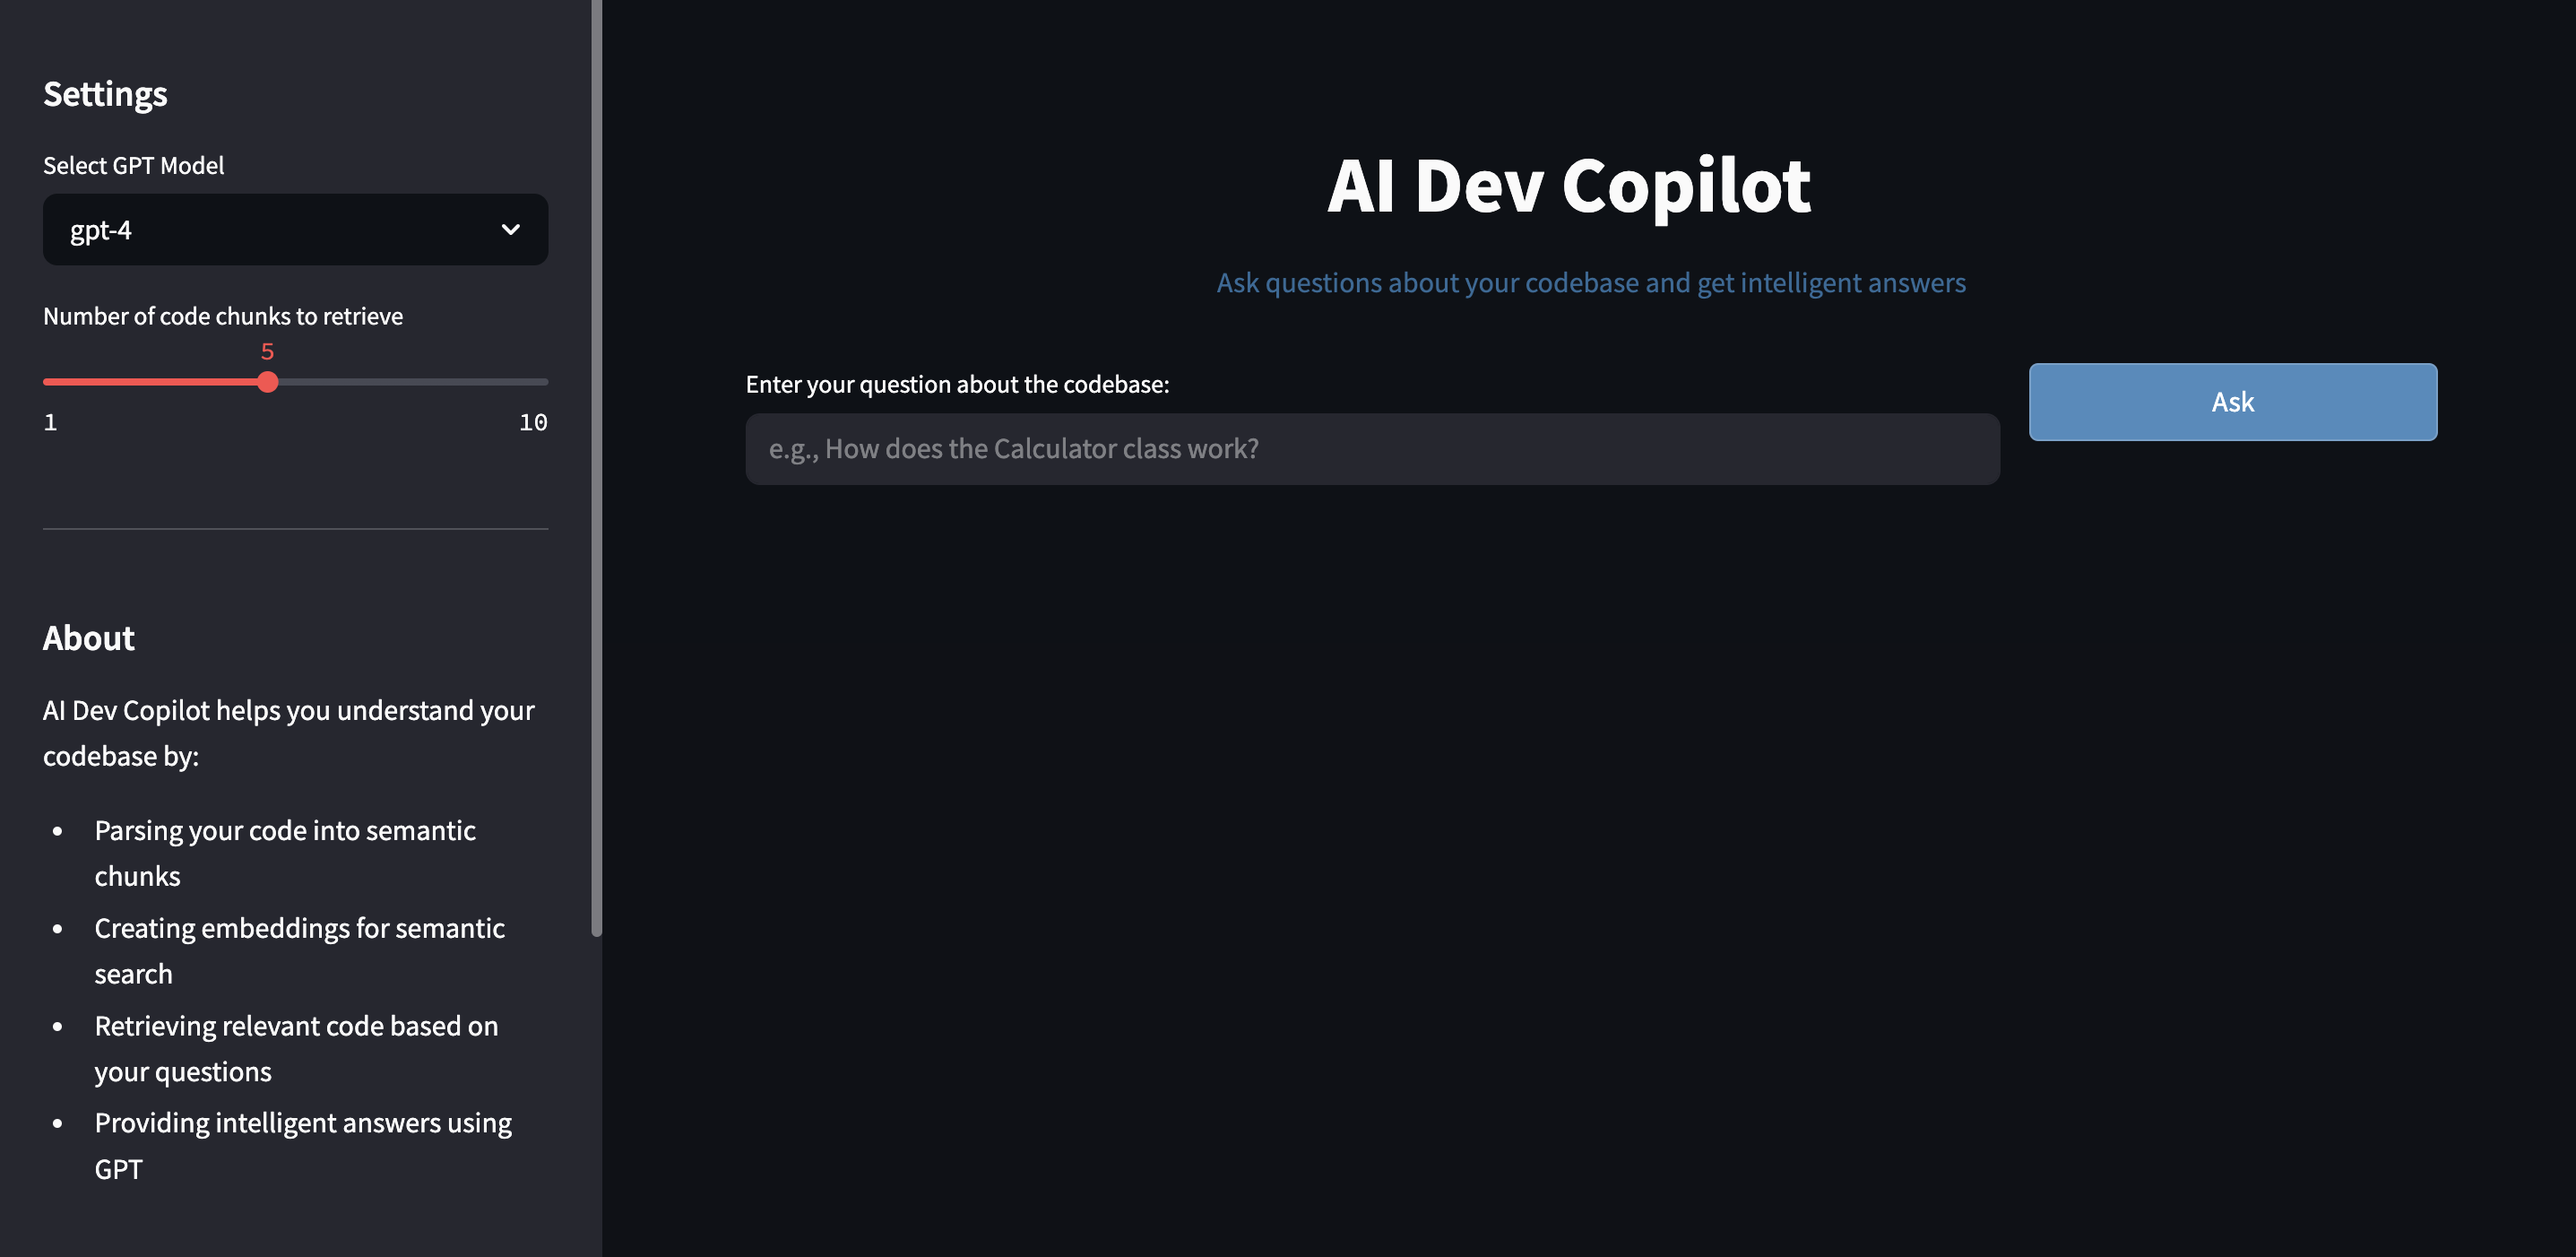 Settings
Select GPT Model
gpt-4
Number of code chunks to retrieve
5
1
10
About
AI Dev Copilot helps you understand your
codebase by:
• Parsing your code into semantic
chunks
• Creating embeddings for semantic
search
• Retrieving relevant code based on
your questions
• Providing intelligent answers using
GPT
AI Dev Copilot
Ask questions about your codebase and get intelligent answers
Enter your question about the codebase:
e.g., How does the Calculator class work?
Ask